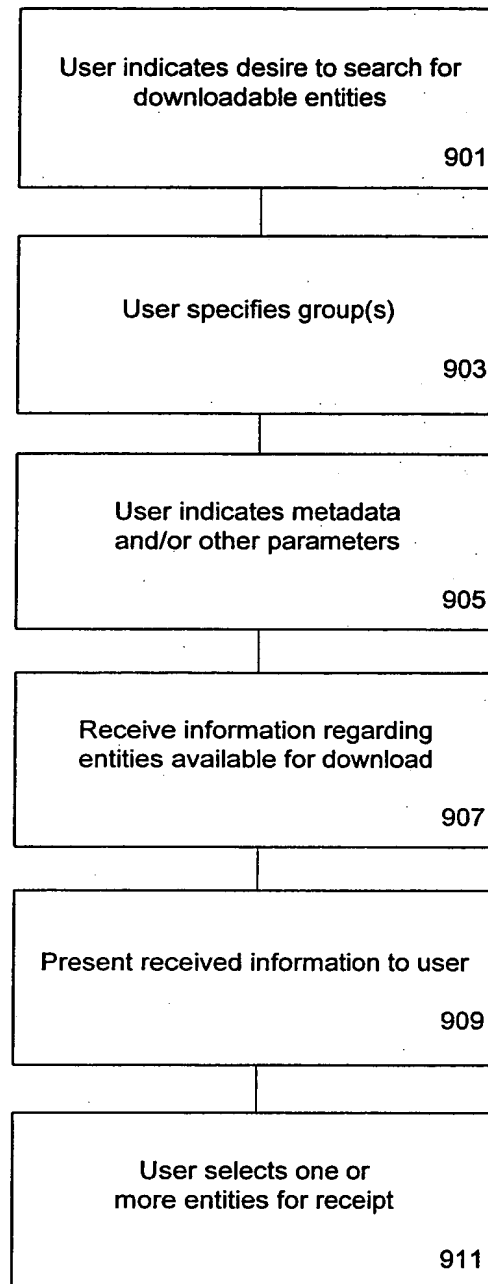 User indicates desire to search for
downloadable entities
901
User specifies group(s)
903
User indicates metadata
and/or other parameters
905
Receive information regarding
entities available for download
907
Present received information to user
909
User selects one or
more entities for receipt
911